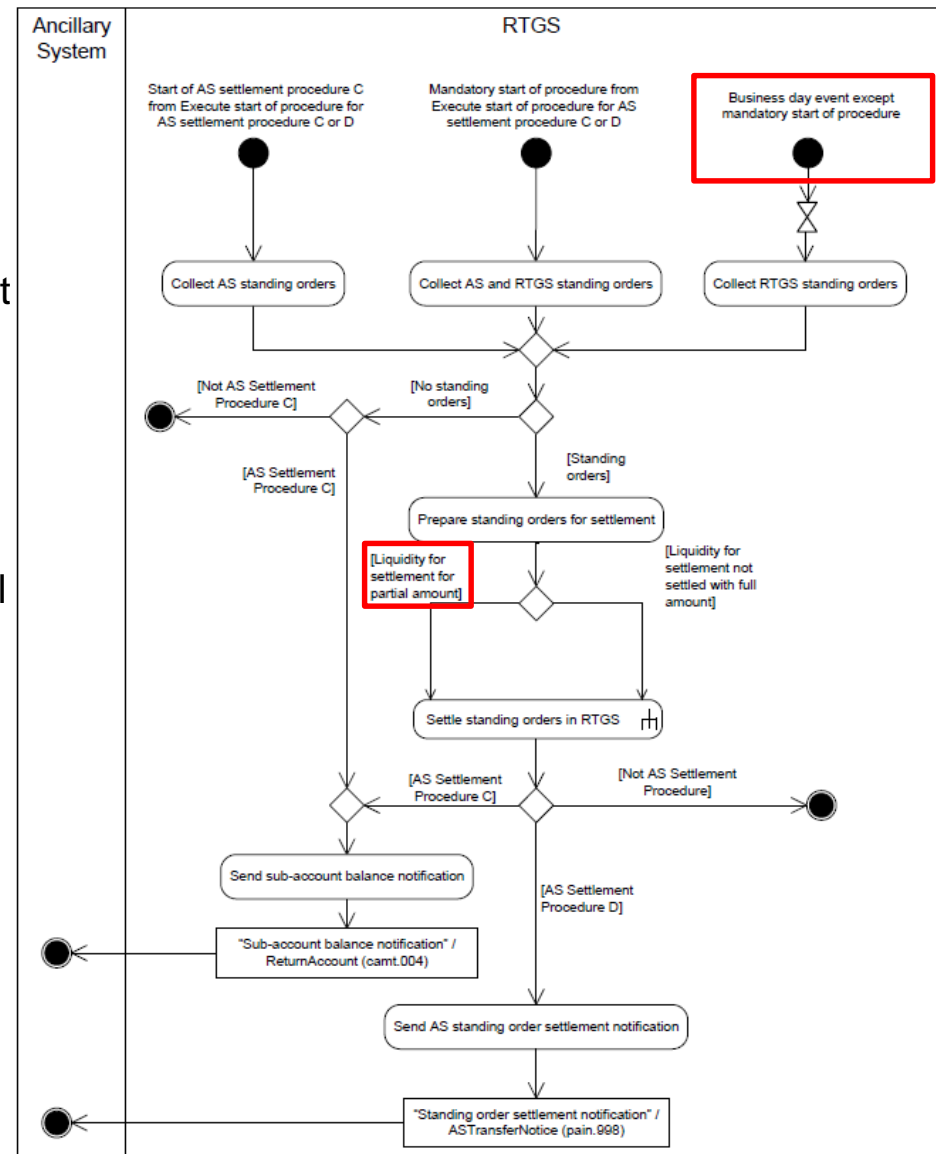 Ancillary
System
RTGS
Start of AS settlement procedure C
from Execute start of procedure for
AS settlement procedure C or D
Mandatory start of procedure from
Execute start of procedure for AS
settlement procedure C or D
Business day event except
mandatory start of procedure
t
Collect AS standing orders
Collect AS and RTGS standing orders
Collect RTGS standing orders
[Not AS Settlement
Procedure C]
[No standing
orders]
[AS Settlement
Procedure C]
[Standing
orders]
Prepare standing orders for settlement
[Liquidity for
settlement for
partial amount]
[Liquidity for
settlement not
settled with full
amount]
l
Settle standing orders in RTGS
[AS Settlement
Procedure C]
[Not AS Settlement
Procedure]
Send sub-account balance notification
[AS Settlement
Procedure D]
"Sub-account balance notification" /
ReturnAccount (camt.004)
Send AS standing order settlement notification
"Standing order settlement notification" /
ASTransferNotice (pain.998)